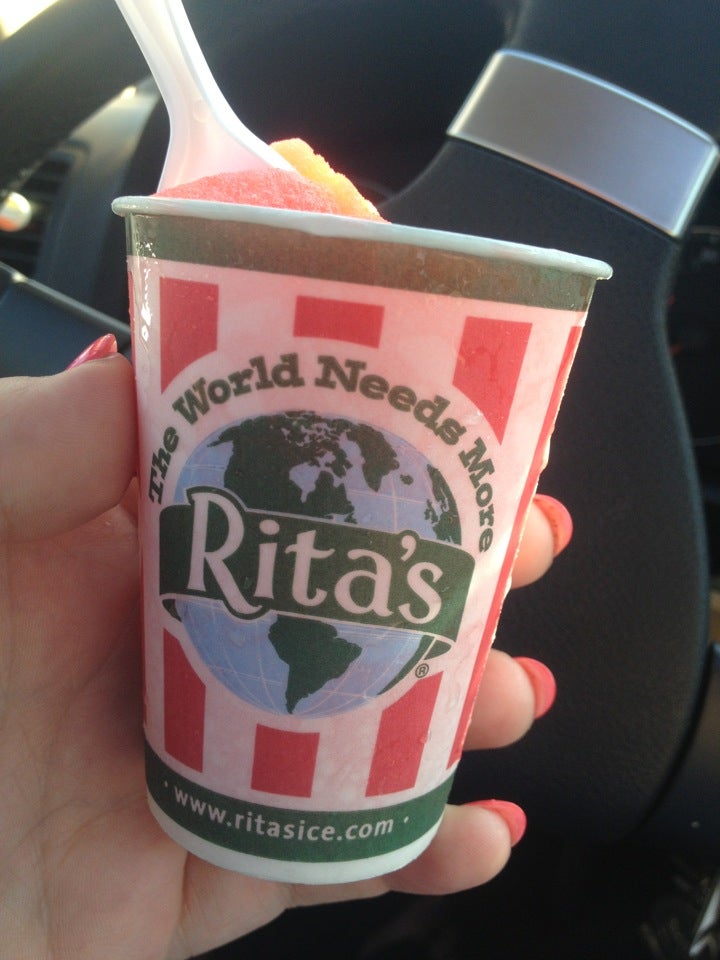 The World Needs More
Rita's
®
· www.ritasice.com ·